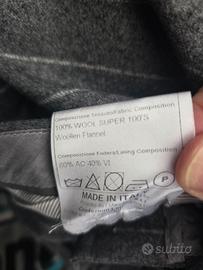 Composizione Tessuto/Fabric Composition
100% WOOL SUPER 100'S
Woollen Flannel
Composizione Fodera/Lining Composition
60% AC 40% VI
P
MADE IN ITALY
subito